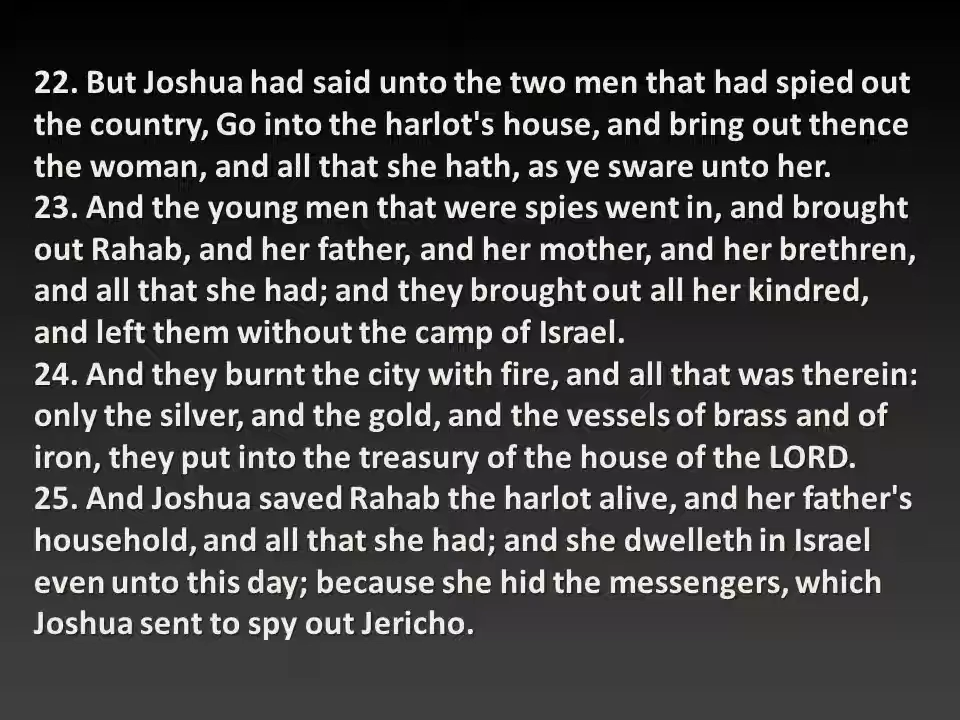 22. But Joshua had said unto the two men that had spied out
the country, Go into the harlot's house, and bring out thence
the woman, and all that she hath, as ye sware unto her.
23. And the young men that were spies went in, and brought
out Rahab, and her father, and her mother, and her brethren,
and all that she had; and they brought out all her kindred,
and left them without the camp of Israel.
24. And they burnt the city with fire, and all that was therein:
only the silver, and the gold, and the vessels of brass and of
iron, they put into the treasury of the house of the LORD.
25. And Joshua saved Rahab the harlot alive, and her father's
household, and all that she had; and she dwelleth in Israel
even unto this day; because she hid the messengers, which
Joshua sent to spy out Jericho.